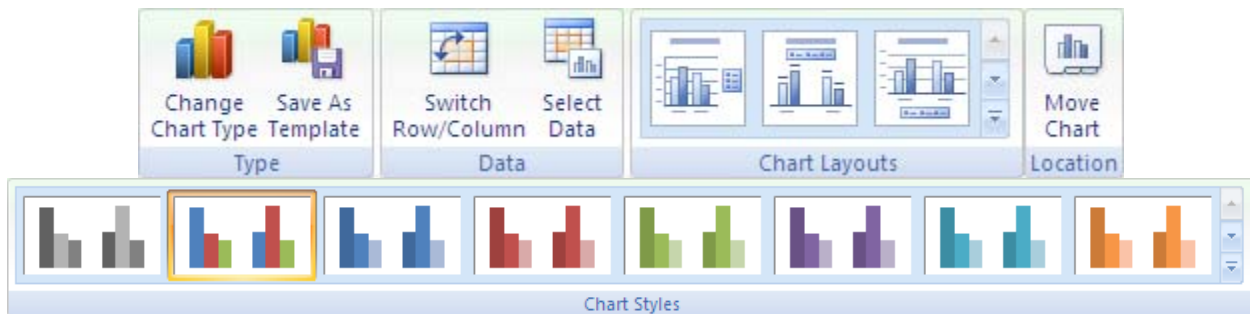 Change Chart Type
Save As Template
Switch Row/Column
Select Data
Move Chart
Type
Data
Chart Layouts
Location
Chart Styles